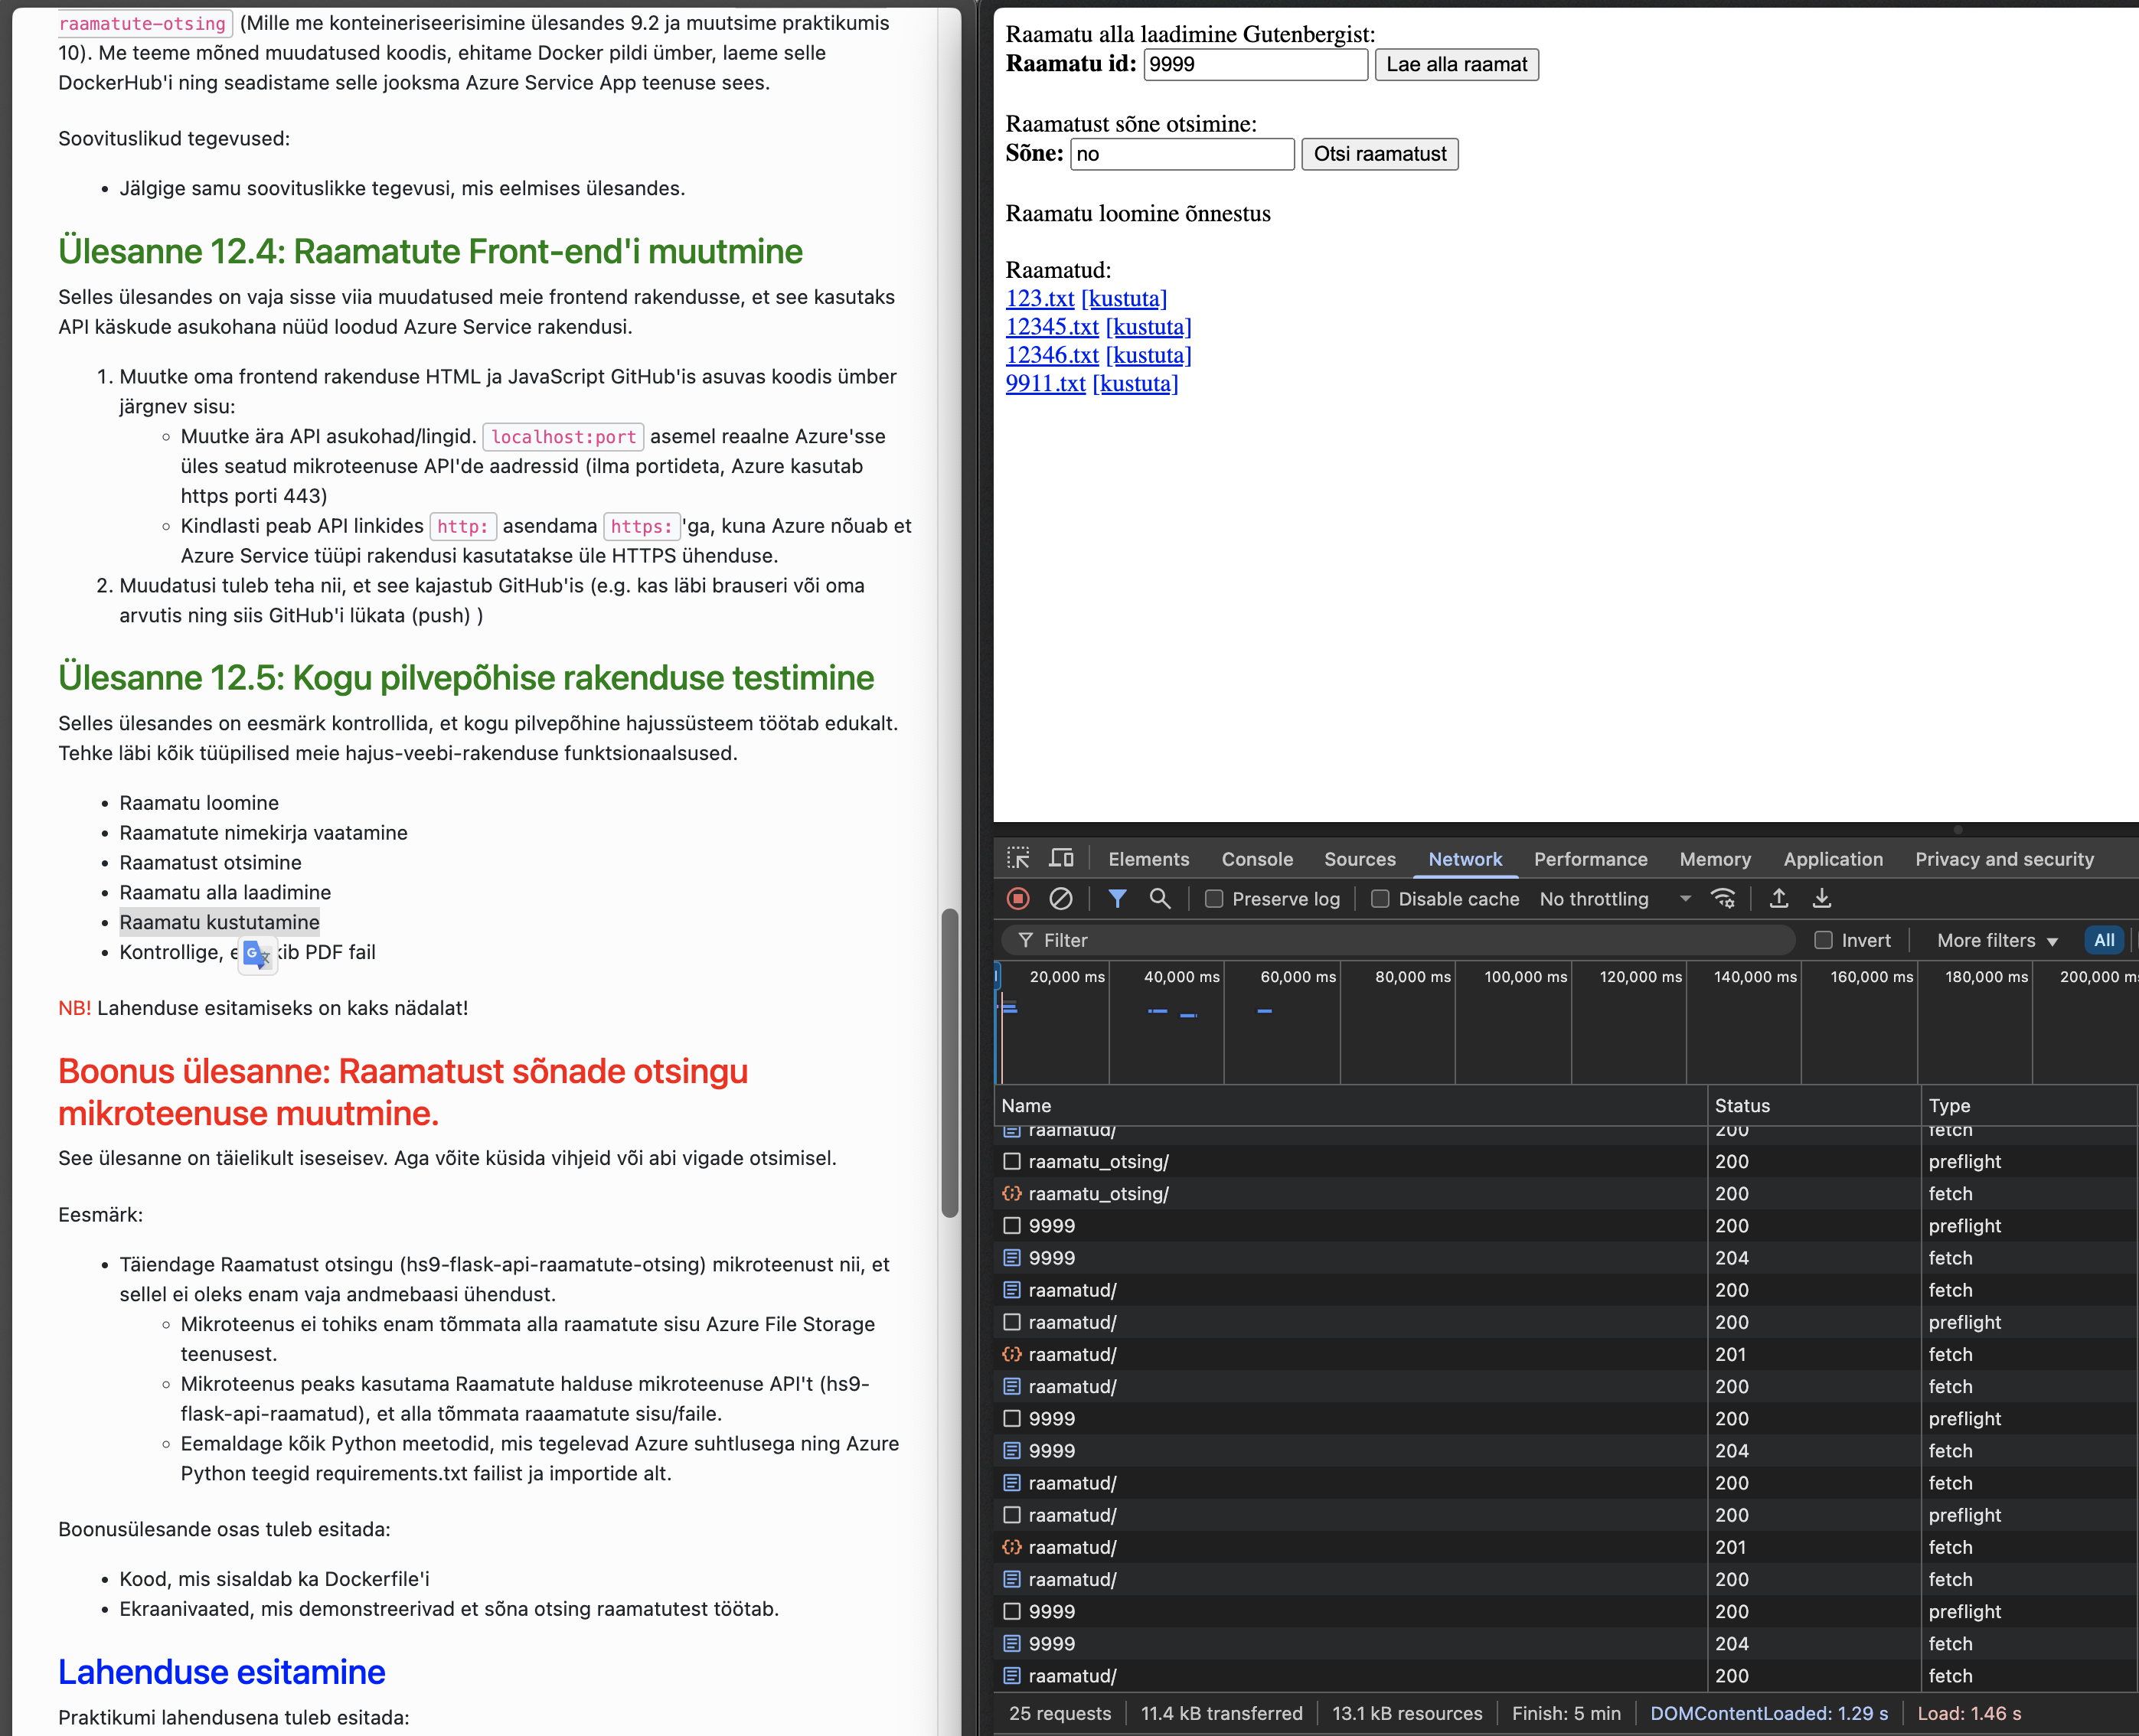 raamatute-otsing (Mille me konteineriseerisimine ülesandes 9.2 ja muutsime praktikumis
10). Me teeme mõned muudatused koodis, ehitame Docker pildi ümber, laeme selle
DockerHub'i ning seadistame selle jooksma Azure Service App teenuse sees.
Soovituslikud tegevused:
• Jälgige samu soovituslikke tegevusi, mis eelmises ülesandes.
Ülesanne 12.4: Raamatute Front-end'i muutmine
Selles ülesandes on vaja sisse viia muudatused meie frontend rakendusse, et see kasutaks
API käskude asukohana nüüd loodud Azure Service rakendusi.
1. Muutke oma frontend rakenduse HTML ja JavaScript GitHub'is asuvas koodis ümber
järgnev sisu:
◦ Muutke ära API asukohad/lingid. localhost:port asemel reaalne Azure'sse
üles seatud mikroteenuse API'de aadressid (ilma portideta, Azure kasutab
https porti 443)
◦ Kindlasti peab API linkides http: asendama https: 'ga, kuna Azure nõuab et
Azure Service tüüpi rakendusi kasutatakse üle HTTPS ühenduse.
2. Muudatusi tuleb teha nii, et see kajastub GitHub'is (e.g. kas läbi brauseri või oma
arvutis ning siis GitHub'i lükata (push) )
Ülesanne 12.5: Kogu pilvepõhise rakenduse testimine
Selles ülesandes on eesmärk kontrollida, et kogu pilvepõhine hajussüsteem töötab edukalt.
Tehke läbi kõik tüüpilised meie hajus-veebi-rakenduse funktsionaalsused.
• Raamatu loomine
• Raamatute nimekirja vaatamine
• Raamatust otsimine
• Raamatu alla laadimine
• Raamatu kustutamine
• Kontrollige, PDF fail
NB! Lahenduse esitamiseks on kaks nädalat!
Boonus ülesanne: Raamatust sõnade otsingu
mikroteenuse muutmine.
See ülesanne on täielikult iseseisev. Aga võite küsida vihjeid või abi vigade otsimisel.
Eesmärk:
• Täiendage Raamatust otsingu (hs9-flask-api-raamatute-otsing) mikroteenust nii, et
sellel ei oleks enam vaja andmebaasi ühendust.
◦ Mikroteenus ei tohiks enam tõmmata alla raamatute sisu Azure File Storage
teenusest.
◦ Mikroteenus peaks kasutama Raamatute halduse mikroteenuse API't (hs9-
flask-api-raamatud), et alla tõmmata raaamatute sisu/faile.
◦ Eemaldage kõik Python meetodid, mis tegelevad Azure suhtlusega ning Azure
Python teegid requirements.txt failist ja importide alt.
Boonusülesande osas tuleb esitada:
• Kood, mis sisaldab ka Dockerfile'i
• Ekraanivaated, mis demonstreerivad et sõna otsing raamatutest töötab.
Lahenduse esitamine
Praktikumi lahendusena tuleb esitada:
Raamatu alla laadimine Gutenbergist:
Raamatu id: 9999 Lae alla raamat
Raamatust sõne otsimine:
Sõne: no Otsi raamatust
Raamatu loomine õnnestus
Raamatud:
123.txt [kustuta]
12345.txt [kustuta]
12346.txt [kustuta]
9911.txt [kustuta]
Elements Console Sources Network Performance Memory Application Privacy and security
Preserve log Disable cache No throttling
Filter Invert More filters All
20,000 ms 40,000 ms 60,000 ms 80,000 ms 100,000 ms 120,000 ms 140,000 ms 160,000 ms 180,000 ms 200,000
Name Status Type
raamatud/ 200 fetch
raamatu_otsing/ 200 preflight
raamatu_otsing/ 200 fetch
9999 200 preflight
9999 204 fetch
raamatud/ 200 fetch
raamatud/ 200 preflight
raamatud/ 201 fetch
raamatud/ 200 fetch
9999 200 preflight
9999 204 fetch
raamatud/ 200 fetch
raamatud/ 200 preflight
raamatud/ 201 fetch
raamatud/ 200 fetch
9999 200 preflight
9999 204 fetch
raamatud/ 200 fetch
25 requests 11.4 kB transferred 13.1 kB resources Finish: 5 min DOMContentLoaded: 1.29 s Load: 1.46 s